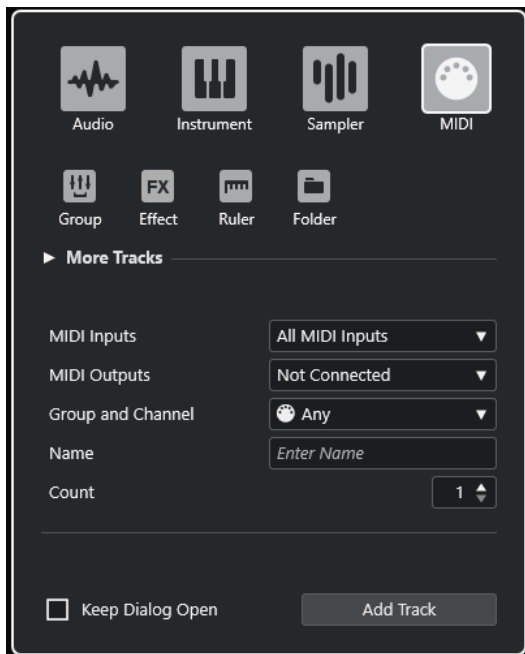 Audio Instrument Sampler MIDI
FX
Group Effect Ruler Folder
More Tracks
MIDI Inputs All MIDI Inputs
MIDI Outputs Not Connected
Group and Channel Any
Name Enter Name
Count 1
Keep Dialog Open Add Track